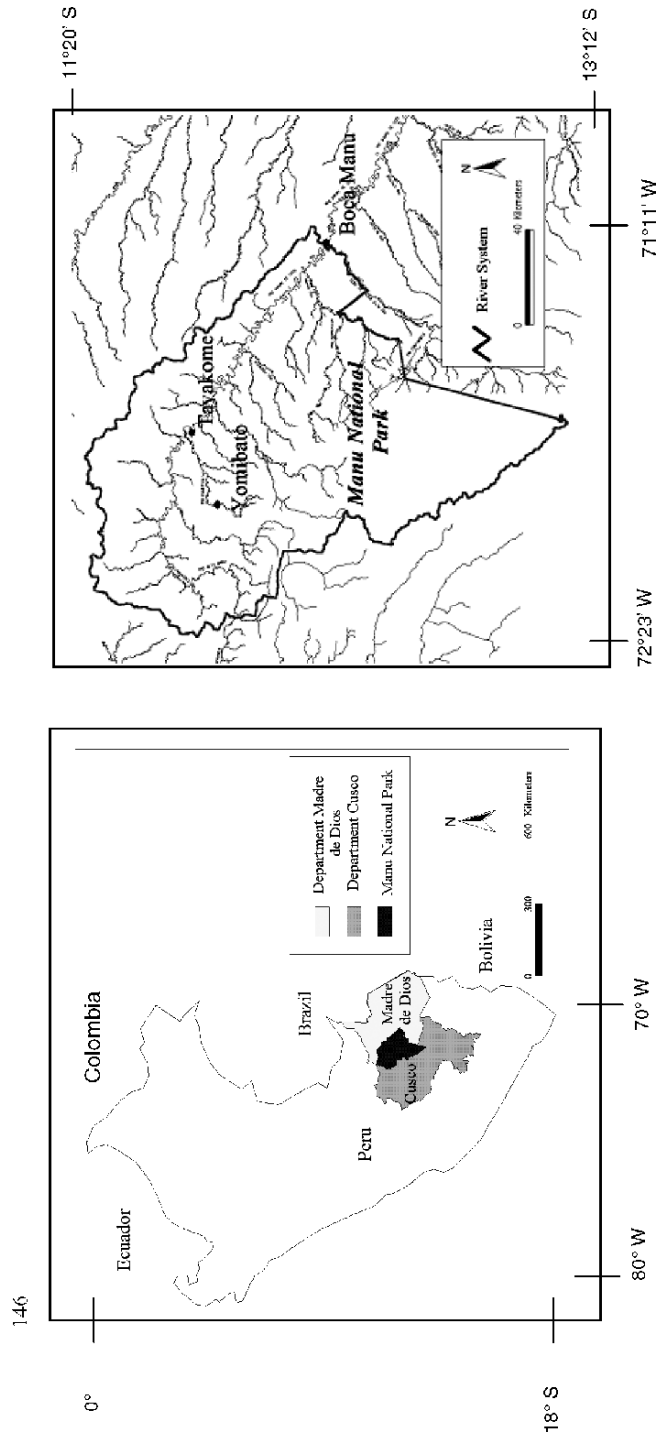 146
0°
18° S
80° W
70° W
Ecuador
Colombia
Peru
Brazil
Cusco
Madre
de Dios
Bolivia
Department Madre
de Dios
Department Cusco
Manu National Park
N
0
300
600 Kilometers
11°20' S
13°12' S
72°23' W
71°11' W
Tayakome
Yomibato
Boca Manu
Manu National
Park
River System
N
0
40 Kilometers